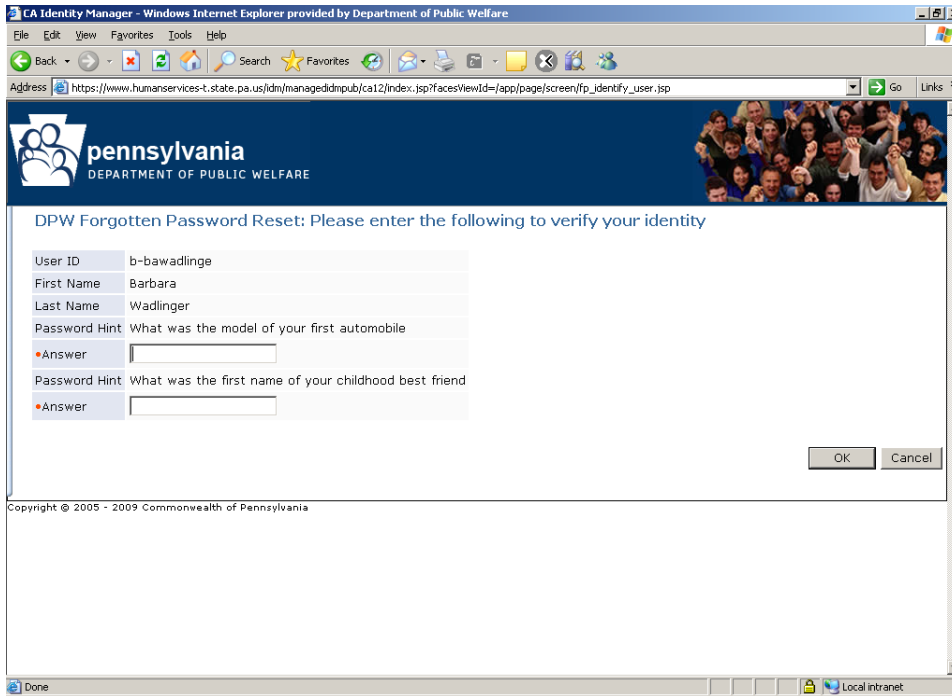 CA Identity Manager - Windows Internet Explorer provided by Department of Public Welfare
File Edit View Favorites Tools Help
Back Search Favorites
Address https://www.humanservices-t.state.pa.us/idm/managedidmpub/ca12/index.jsp?facesViewId=/app/page/screen/fp_identify_user.jsp Go Links
pennsylvania
DEPARTMENT OF PUBLIC WELFARE
DPW Forgotten Password Reset: Please enter the following to verify your identity
User ID b-bawadlinge
First Name Barbara
Last Name Wadlinger
Password Hint What was the model of your first automobile
•Answer
Password Hint What was the first name of your childhood best friend
•Answer
OK Cancel
Copyright © 2005 - 2009 Commonwealth of Pennsylvania
Done Local intranet